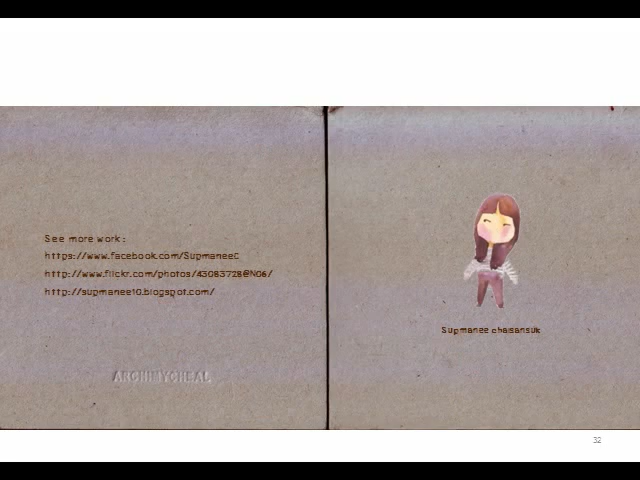 See more work :
https://www.facebook.com/SupmaneeC
http://www.flickr.com/photos/43083728@N06/
http://supmanee10.blogspot.com/
ARCHIMYCHEAL
Supmanee chaisansuk
32